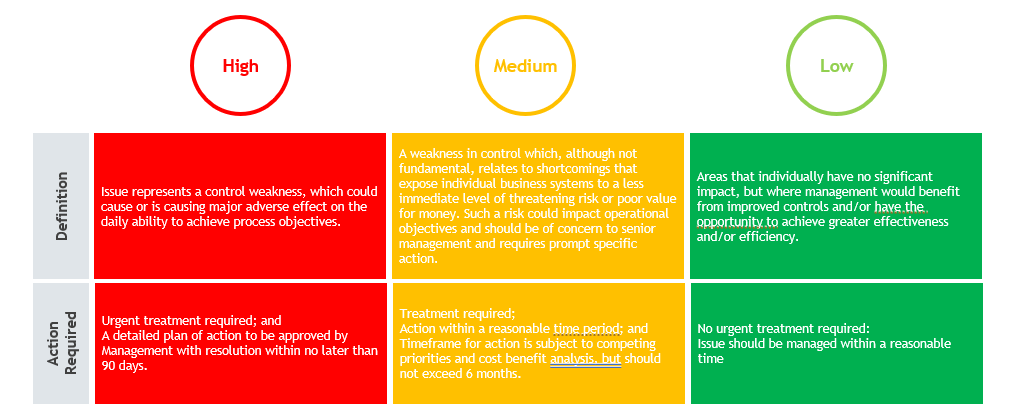 High
Medium
Low
Definition
Issue represents a control weakness, which could
cause or is causing major adverse effect on the
daily ability to achieve process objectives.
A weakness in control which, although not
fundamental, relates to shortcomings that
expose individual business systems to a less
immediate level of threatening risk or poor value
for money. Such a risk could impact operational
objectives and should be of concern to senior
management and requires prompt specific
action.
Areas that individually have no significant
impact, but where management would benefit
from improved controls and/or have the
opportunity to achieve greater effectiveness
and/or efficiency.
Action
Required
Urgent treatment required; and
A detailed plan of action to be approved by
Management with resolution within no later than
90 days.
Treatment required;
Action within a reasonable time period; and
Timeframe for action is subject to competing
priorities and cost benefit analysis, but should
not exceed 6 months.
No urgent treatment required:
Issue should be managed within a reasonable
time